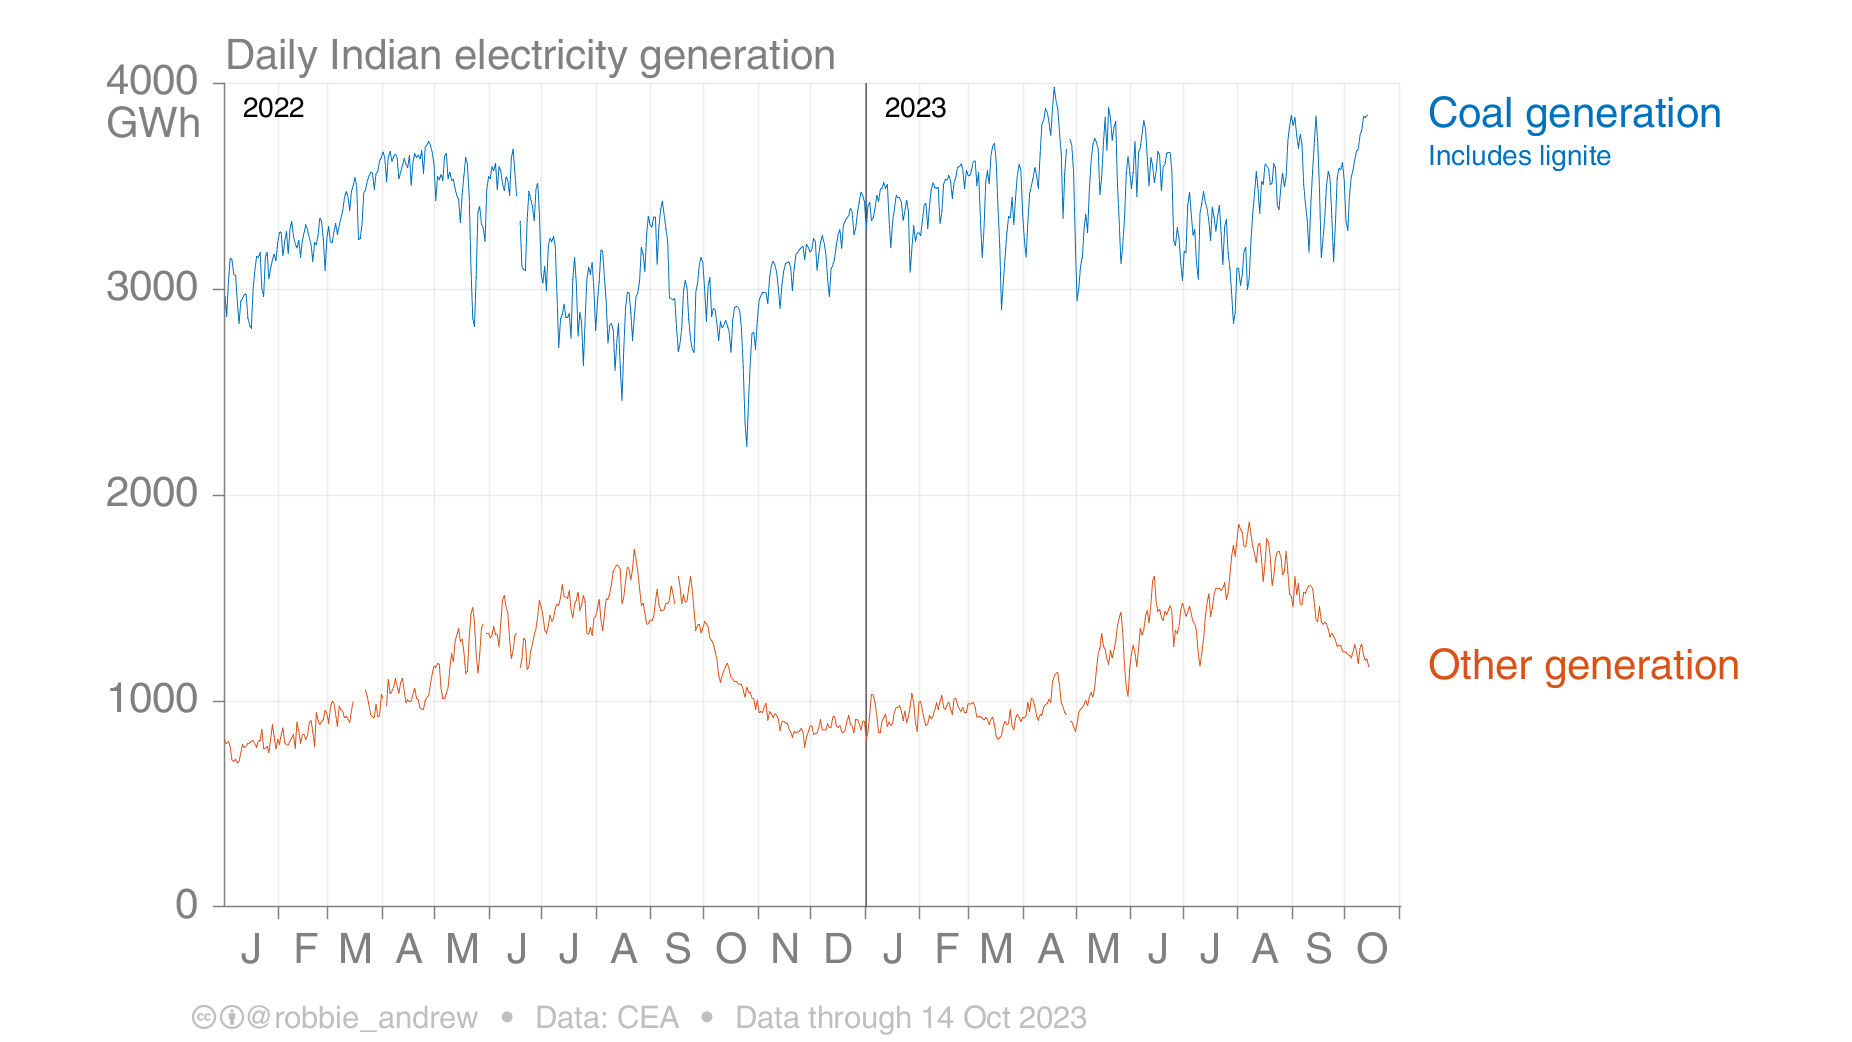 Daily Indian electricity generation
4000
GWh
2022
2023
Coal generation
Includes lignite
3000
2000
1000
Other generation
0
J F M A M J J A S O N D J F M A M J J A S O
@robbie_andrew • Data: CEA • Data through 14 Oct 2023